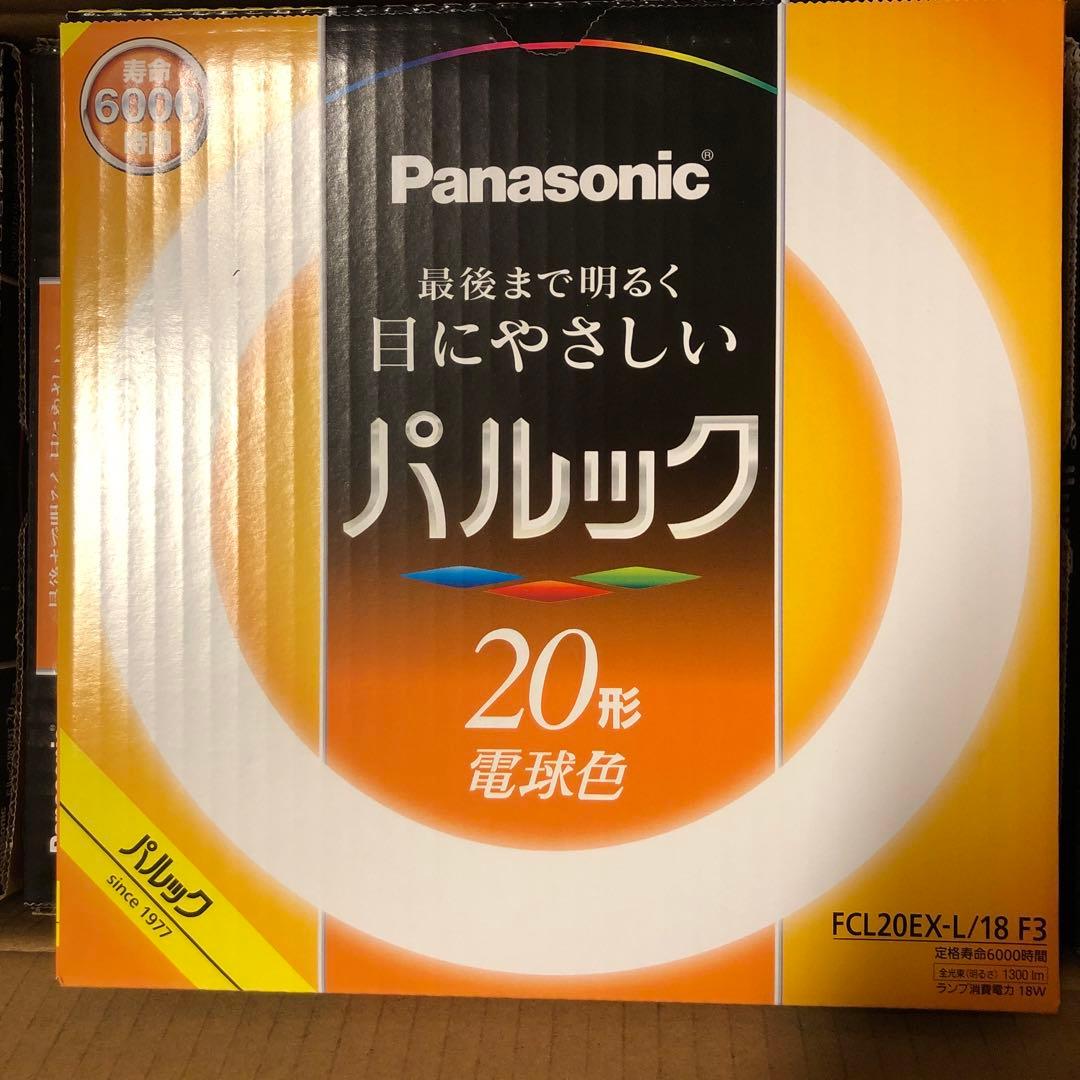 寿命
6000
時間
Panasonic®
最後まで明るく
目にやさしい
パルック
20形
電球色
パルック
since 1977
FCL20EX-L/18 F3
定格寿命6000時間
全光束(明るさ) 1300 lm
ランプ消費電力 18W